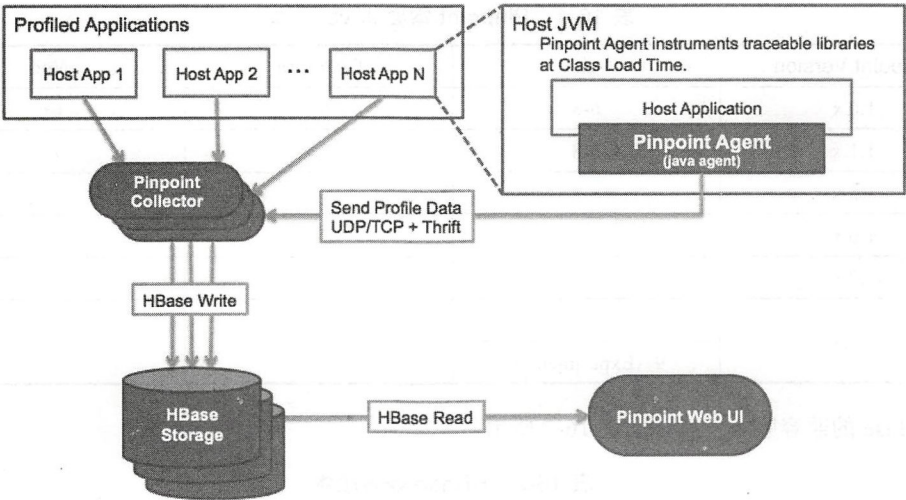 Profiled Applications
Host App 1
Host App 2
...
Host App N
Host JVM
Pinpoint Agent instruments traceable libraries
at Class Load Time.
Host Application
Pinpoint Agent
(java agent)
Pinpoint
Collector
Send Profile Data
UDP/TCP + Thrift
HBase Write
HBase
Storage
HBase Read
Pinpoint Web UI